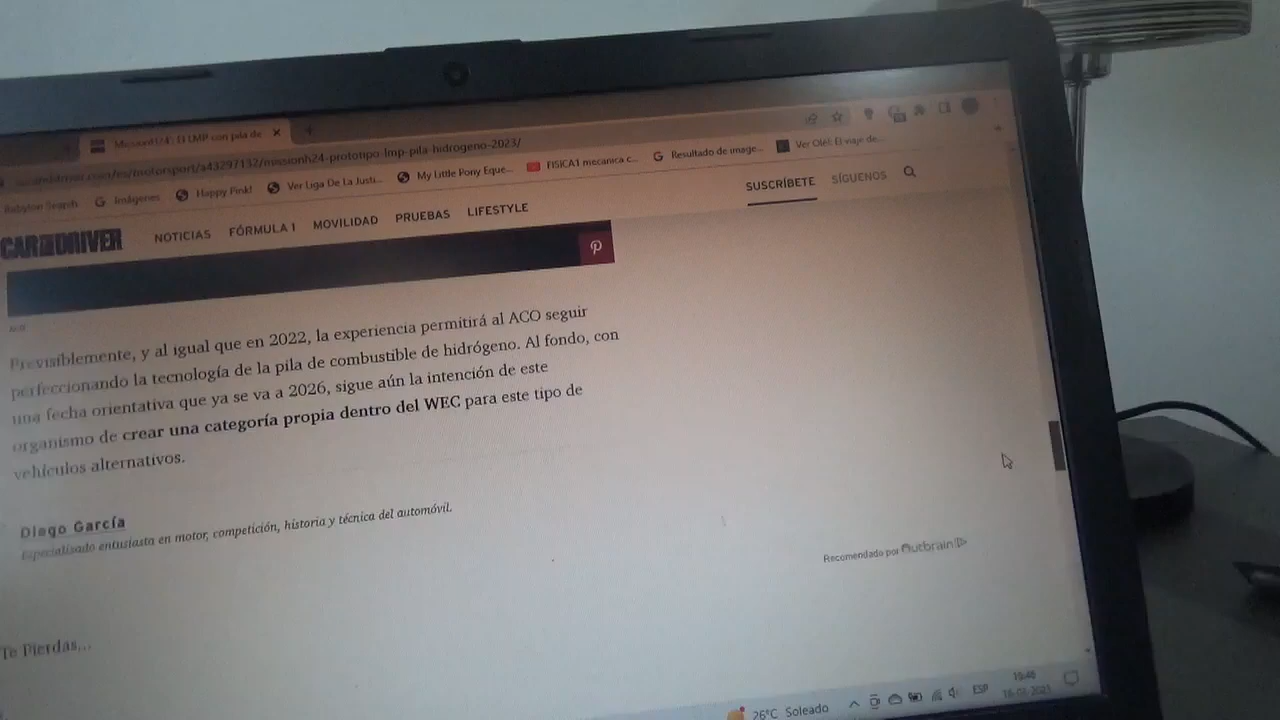 MissionH24: El LMP con pila de
/es/motorsport/a43297132/missionh24-prototipo-lmp-pila-hidrogeno-2023/
Babylon Search Imágenes Happy Pink! Ver Liga De La Justi... My Little Pony Eque... FISICA1 mecanica c... Resultado de image... Ver Olé: El viaje de...
CAR AND DRIVER NOTICIAS FÓRMULA 1 MOVILIDAD PRUEBAS LIFESTYLE SUSCRÍBETE SÍGUENOS
Previsiblemente, y al igual que en 2022, la experiencia permitirá al ACO seguir
perfeccionando la tecnología de la pila de combustible de hidrógeno. Al fondo, con
una fecha orientativa que ya se va a 2026, sigue aún la intención de este
organismo de crear una categoría propia dentro del WEC para este tipo de
vehículos alternativos.
Diego García
Especializado entusiasta en motor, competición, historia y técnica del automóvil.
Recomendado por Outbrain
Te Pierdas...
26°C Soleado ESP